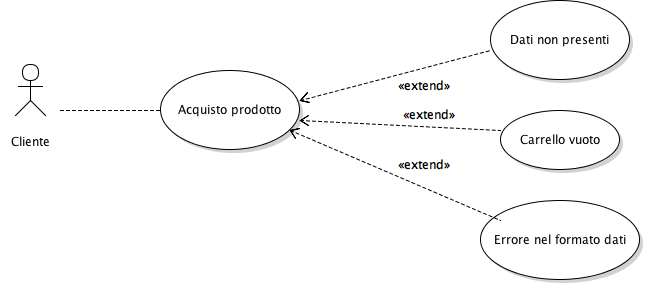 Dati non presenti
«extend»
Acquisto prodotto
«extend»
Cliente
Carrello vuoto
«extend»
Errore nel formato dati